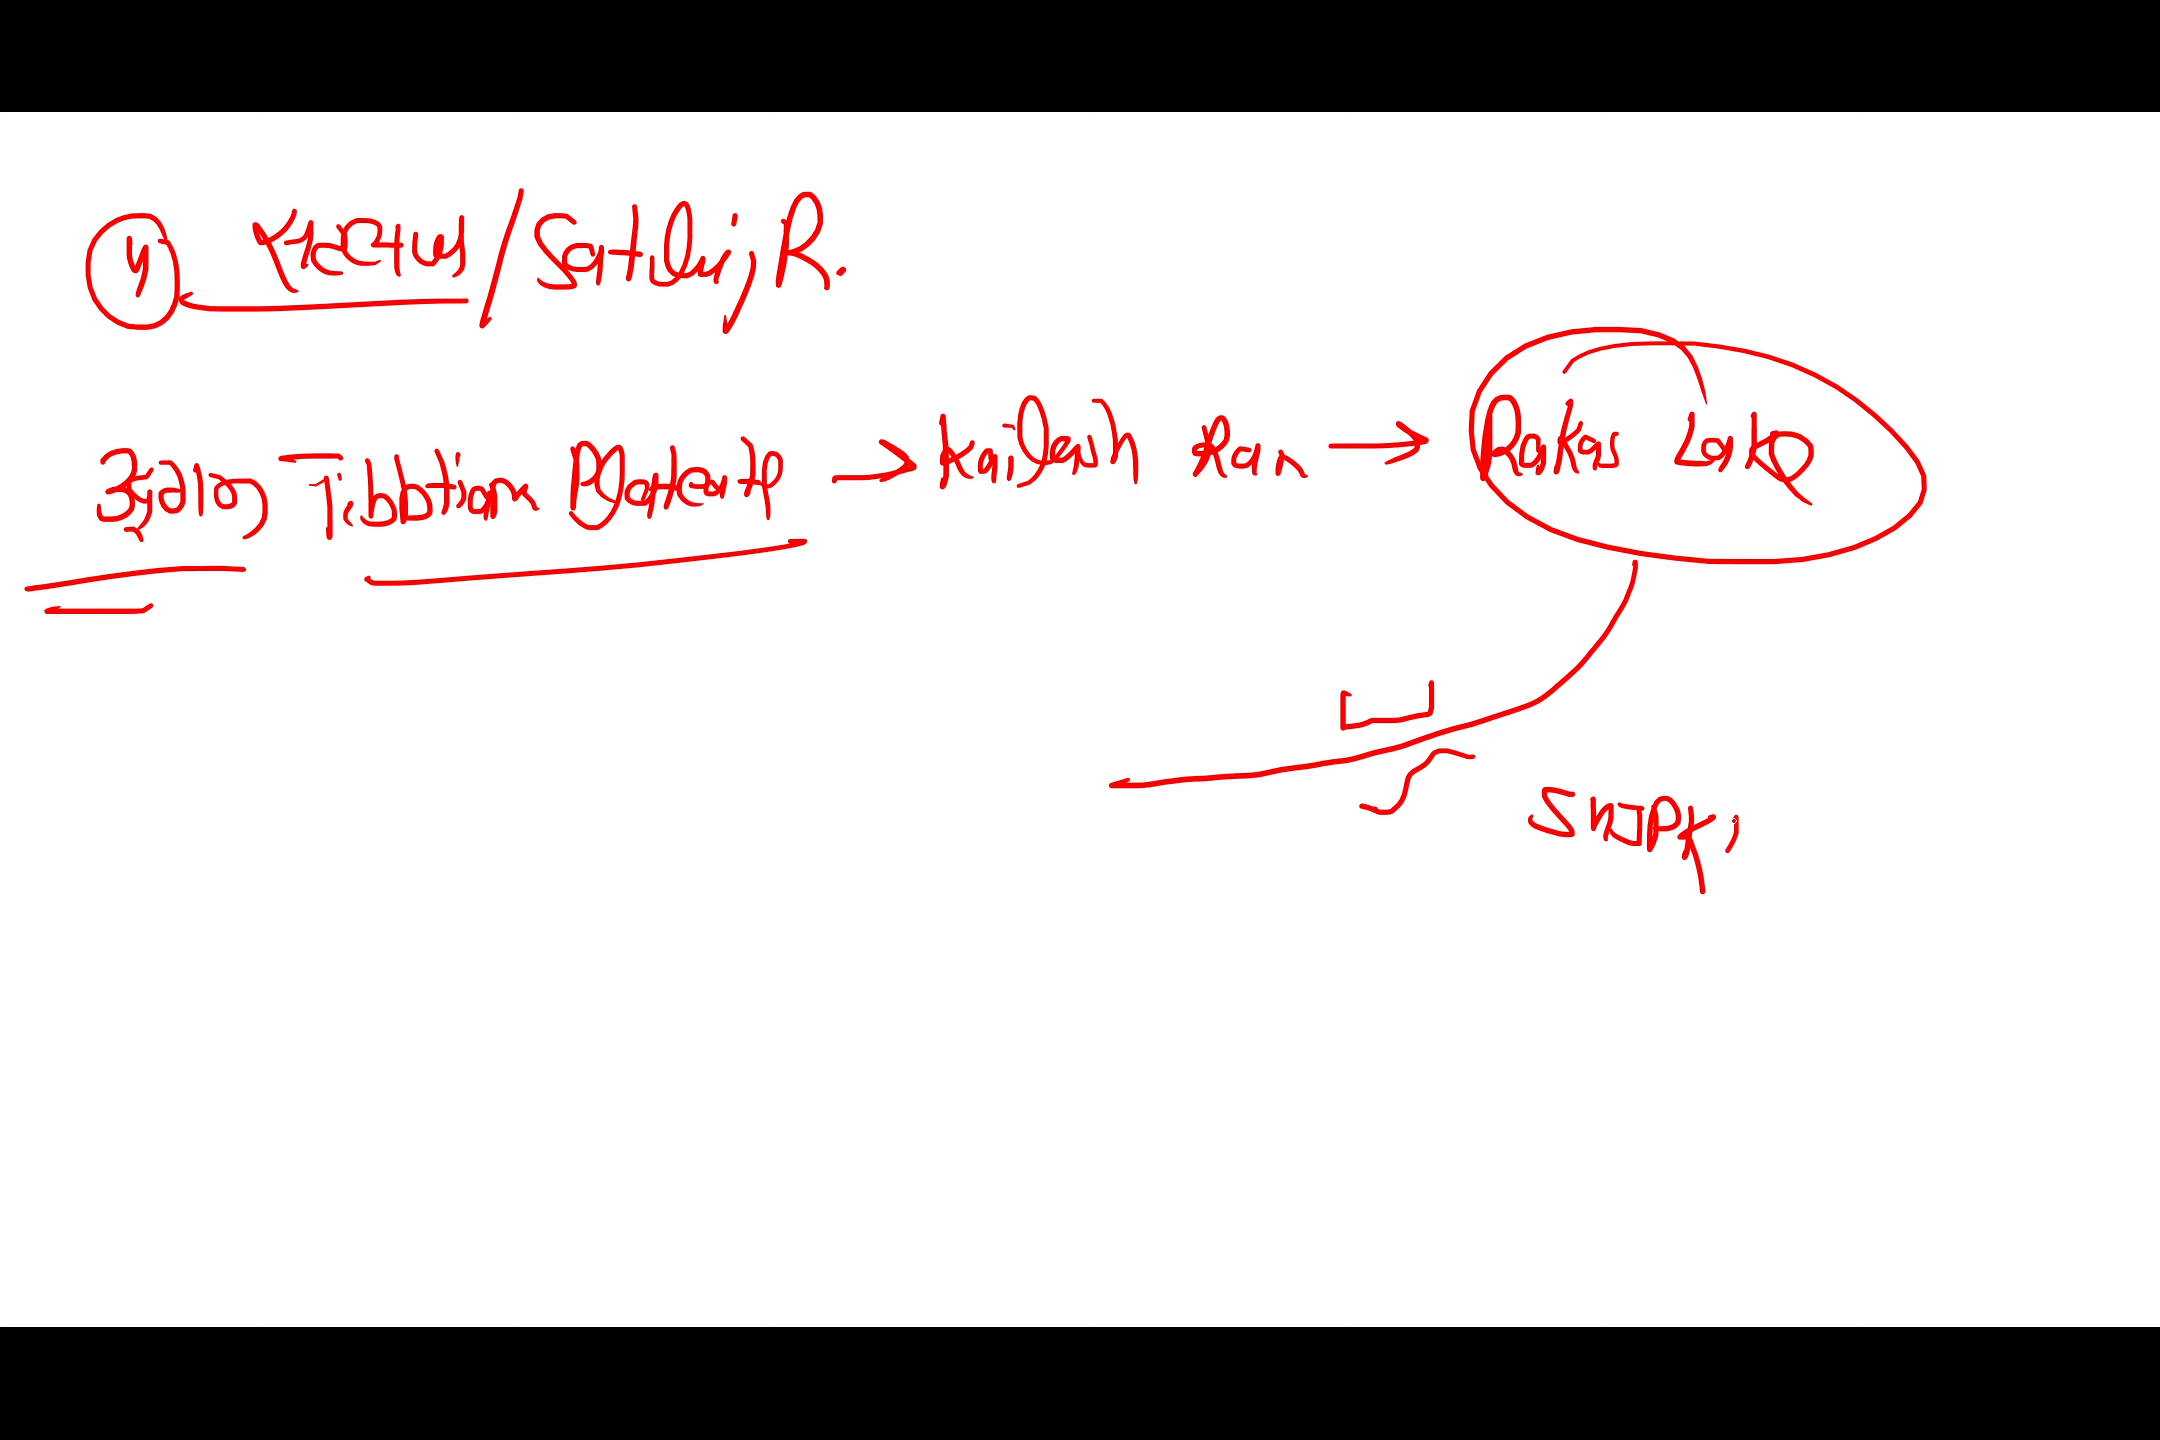 4 सतलुज / Satluj R.
उद्गम Tibbtian Plateau → Kailash Ran → Rakas Lake
Shipki